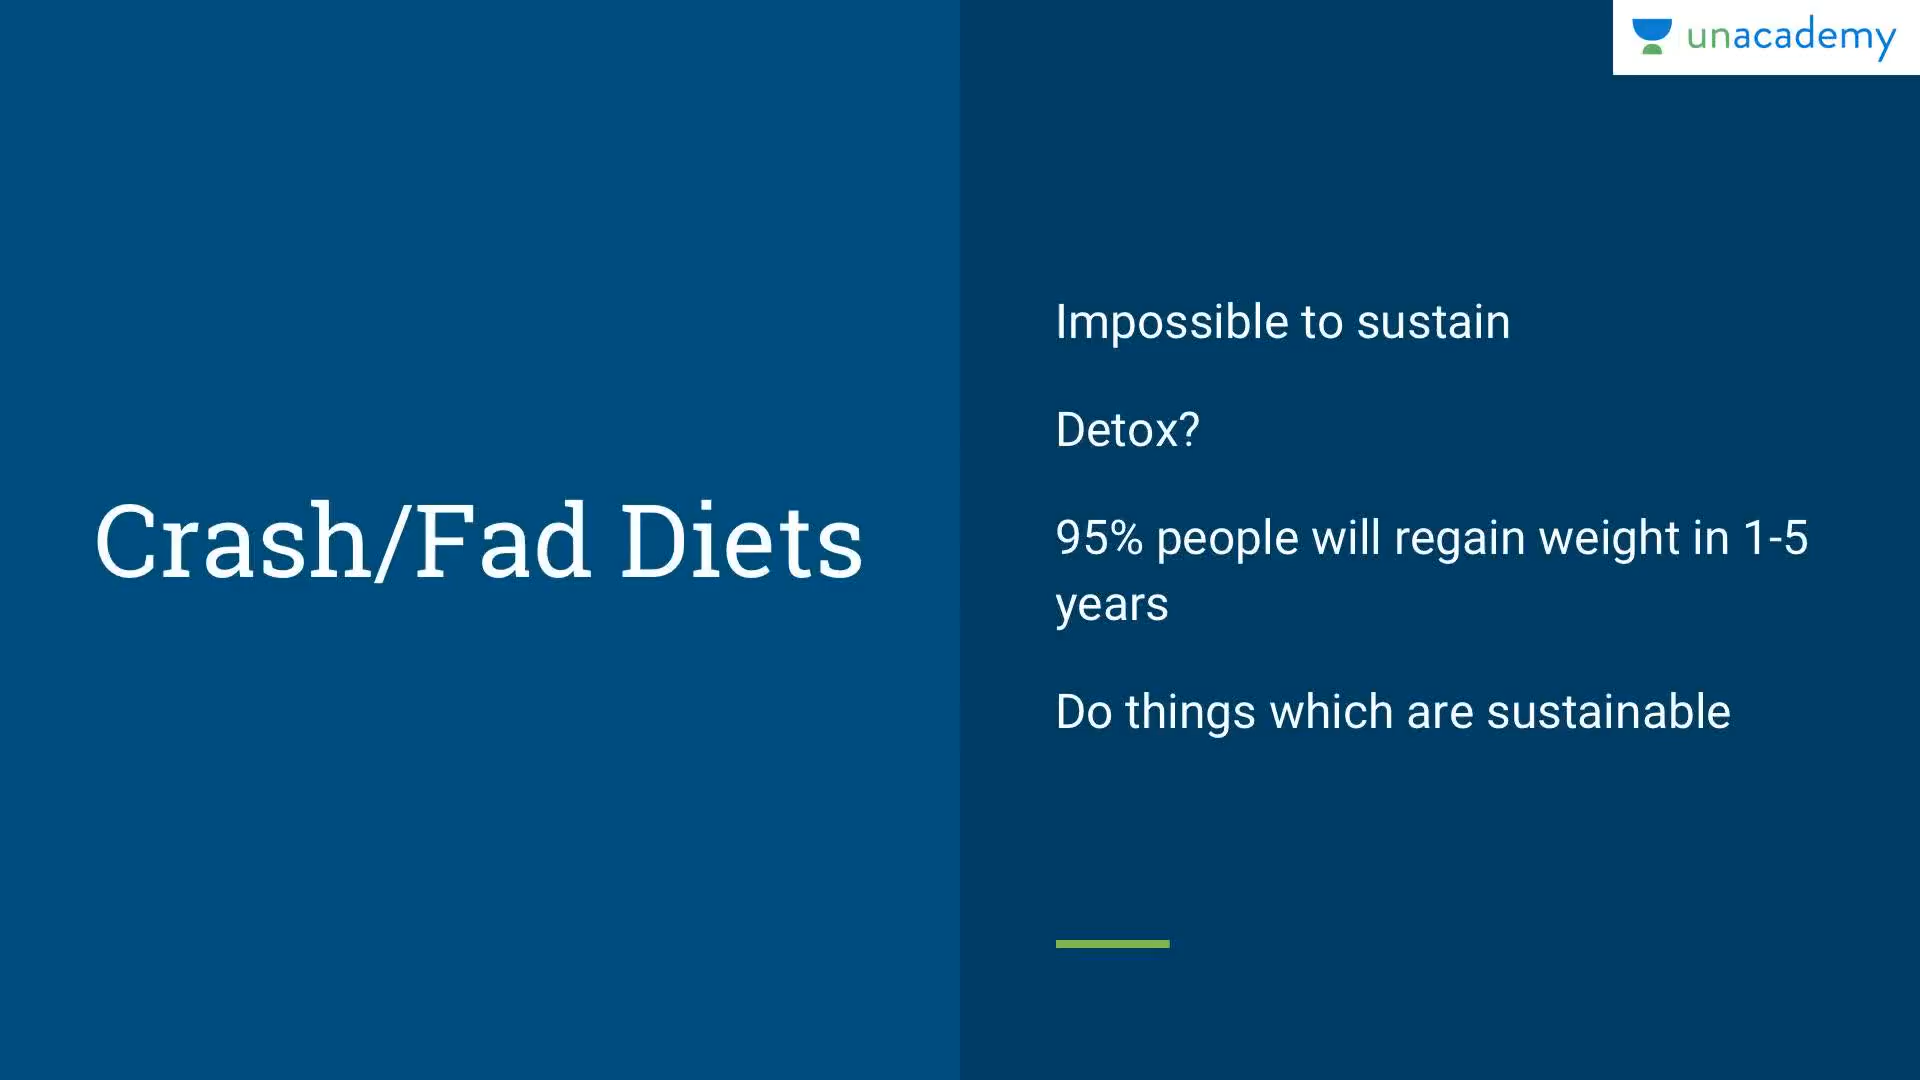 unacademy
Crash/Fad Diets
Impossible to sustain
Detox?
95% people will regain weight in 1-5
years
Do things which are sustainable